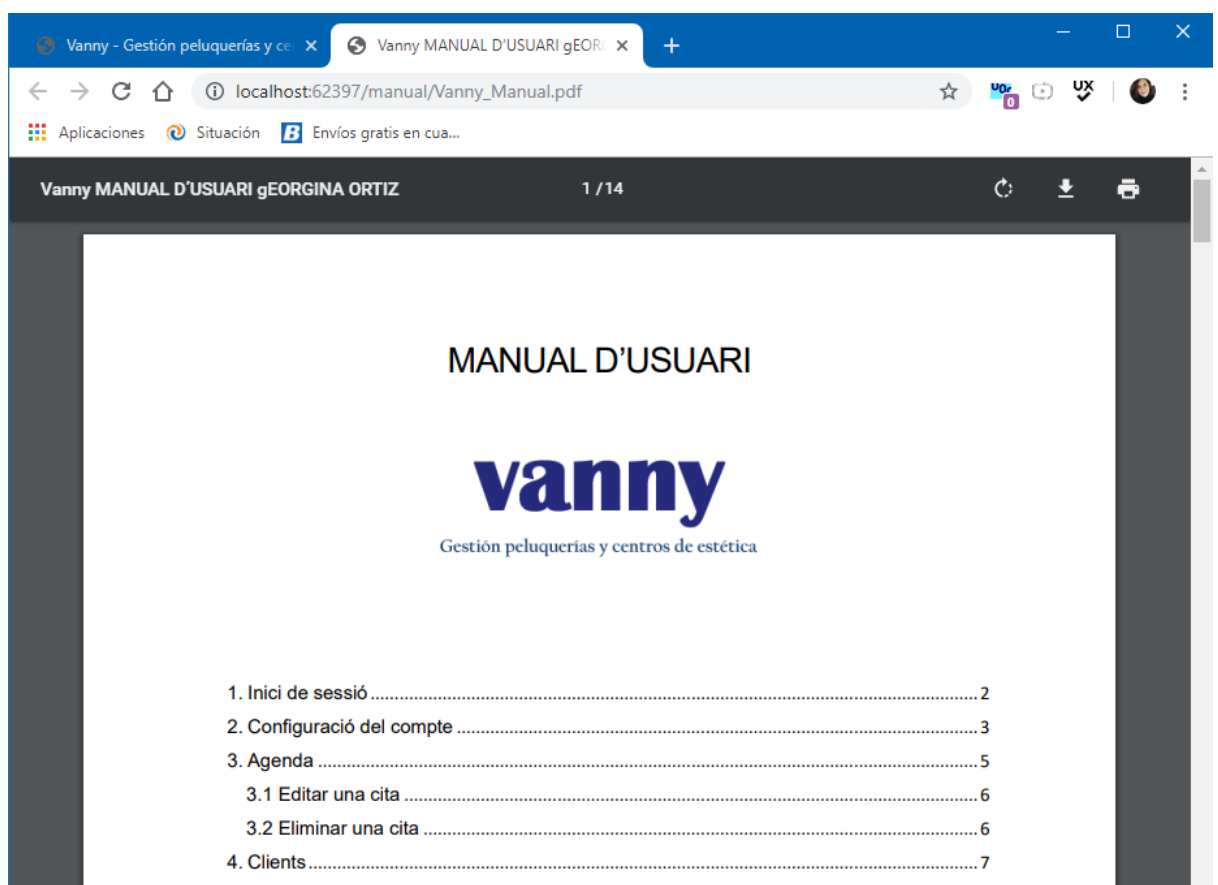 Vanny - Gestión peluquerías y ce
Vanny MANUAL D'USUARI gEOR
localhost:62397/manual/Vanny_Manual.pdf
UOC
0
UX
Aplicaciones
Situación
B
Envíos gratis en cua...
Vanny MANUAL D'USUARI gEORGINA ORTIZ
1 / 14
MANUAL D'USUARI
vanny
Gestión peluquerías y centros de estética
1. Inici de sessió 2
2. Configuració del compte 3
3. Agenda 5
3.1 Editar una cita 6
3.2 Eliminar una cita 6
4. Clients 7